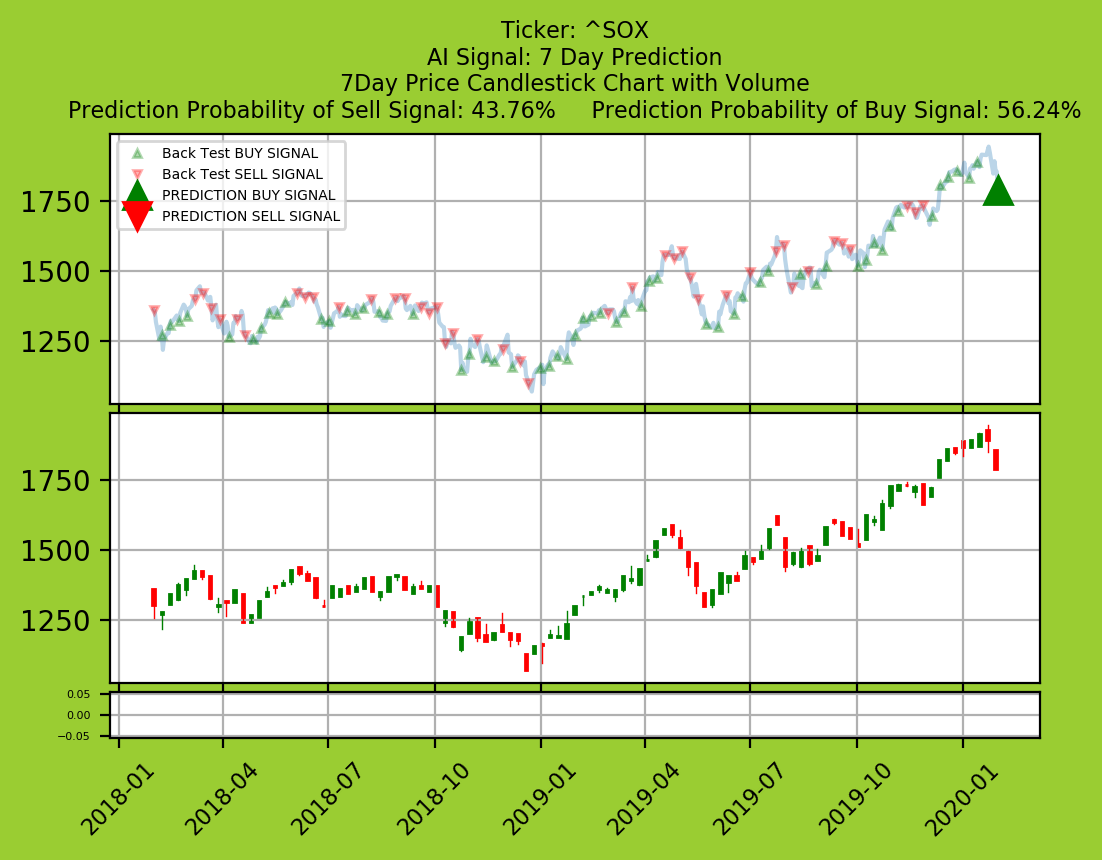 Ticker: ^SOX
AI Signal: 7 Day Prediction
7Day Price Candlestick Chart with Volume
Prediction Probability of Sell Signal: 43.76% Prediction Probability of Buy Signal: 56.24%
Back Test BUY SIGNAL
Back Test SELL SIGNAL
PREDICTION BUY SIGNAL
PREDICTION SELL SIGNAL
1750
1500
1250
1750
1500
1250
0.05
0.00
−0.05
2018-01
2018-04
2018-07
2018-10
2019-01
2019-04
2019-07
2019-10
2020-01